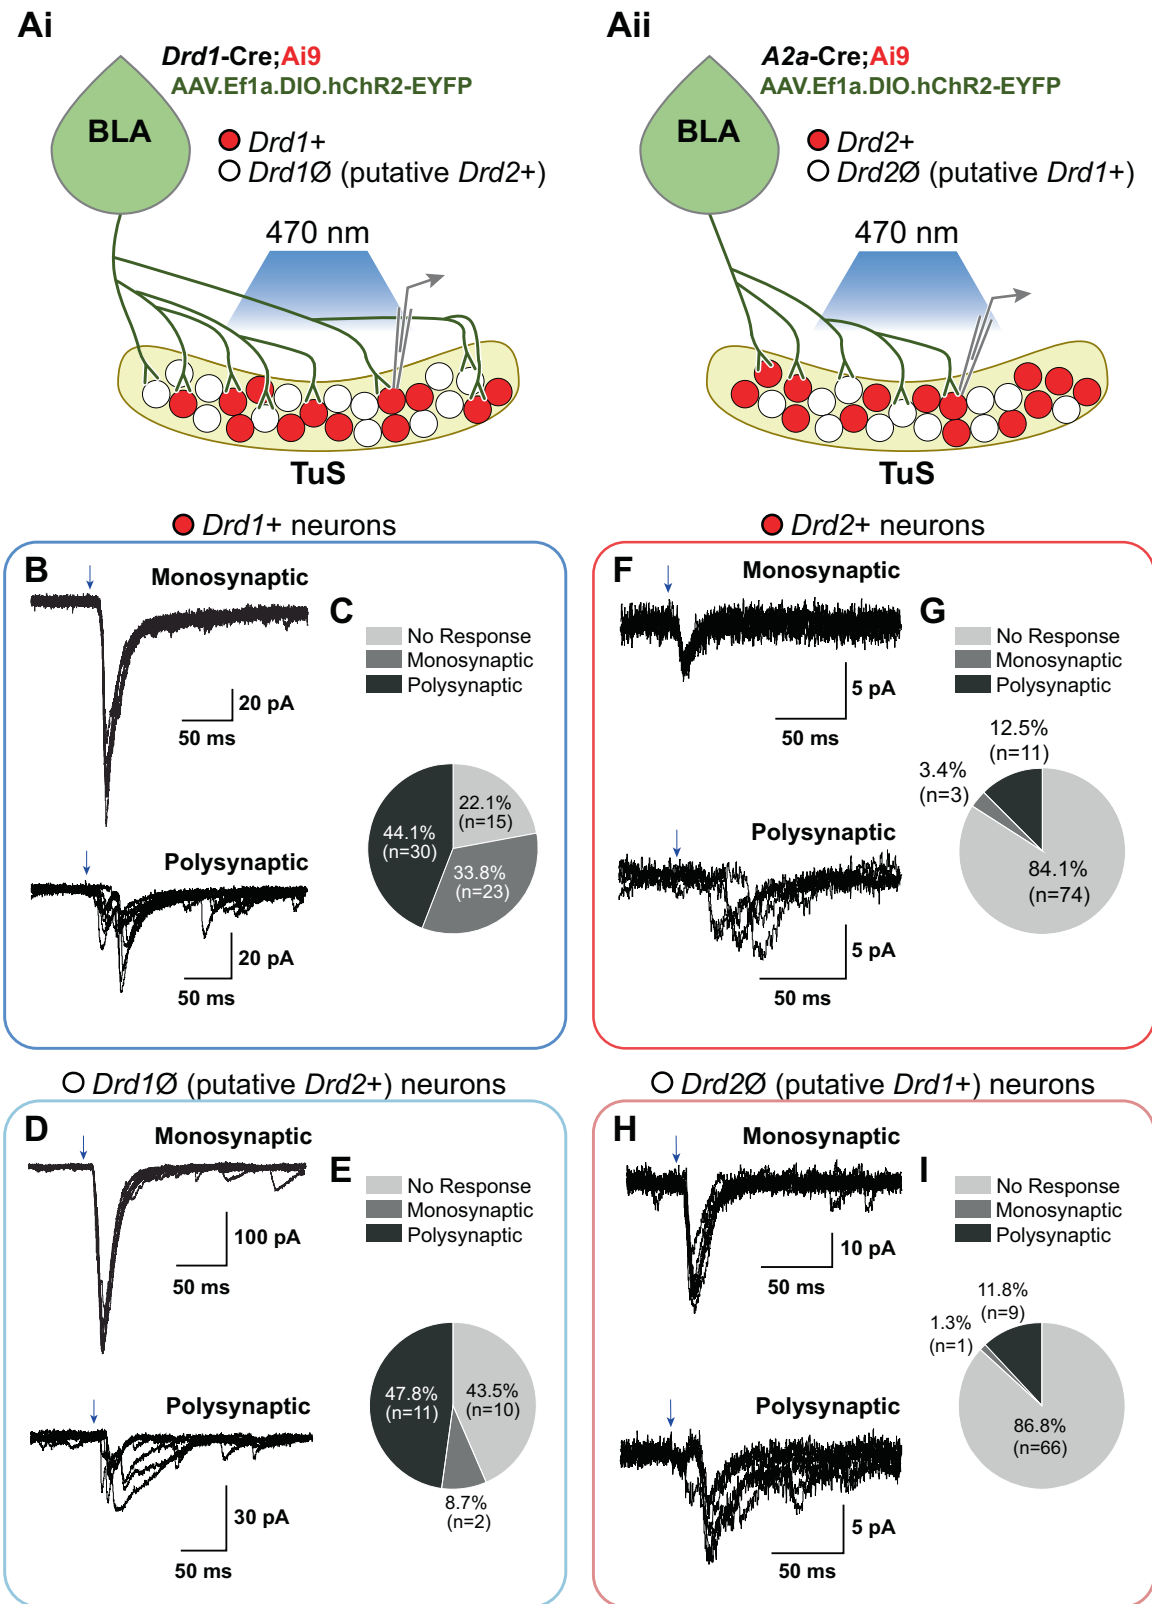 Ai
Drd1-Cre;Ai9
AAV.Ef1a.DIO.hChR2-EYFP
BLA
Drd1+
Drd1Ø (putative Drd2+)
470 nm
TuS
Aii
A2a-Cre;Ai9
AAV.Ef1a.DIO.hChR2-EYFP
BLA
Drd2+
Drd2Ø (putative Drd1+)
470 nm
TuS
Drd1+ neurons
B
Monosynaptic
20 pA
50 ms
Polysynaptic
20 pA
50 ms
C
No Response
Monosynaptic
Polysynaptic
22.1%
(n=15)
44.1%
(n=30)
33.8%
(n=23)
Drd2+ neurons
F
Monosynaptic
5 pA
50 ms
Polysynaptic
5 pA
50 ms
G
No Response
Monosynaptic
Polysynaptic
12.5%
(n=11)
3.4%
(n=3)
84.1%
(n=74)
Drd1Ø (putative Drd2+) neurons
D
Monosynaptic
100 pA
50 ms
Polysynaptic
30 pA
50 ms
E
No Response
Monosynaptic
Polysynaptic
47.8%
(n=11)
43.5%
(n=10)
8.7%
(n=2)
Drd2Ø (putative Drd1+) neurons
H
Monosynaptic
10 pA
50 ms
Polysynaptic
5 pA
50 ms
I
No Response
Monosynaptic
Polysynaptic
11.8%
(n=9)
1.3%
(n=1)
86.8%
(n=66)